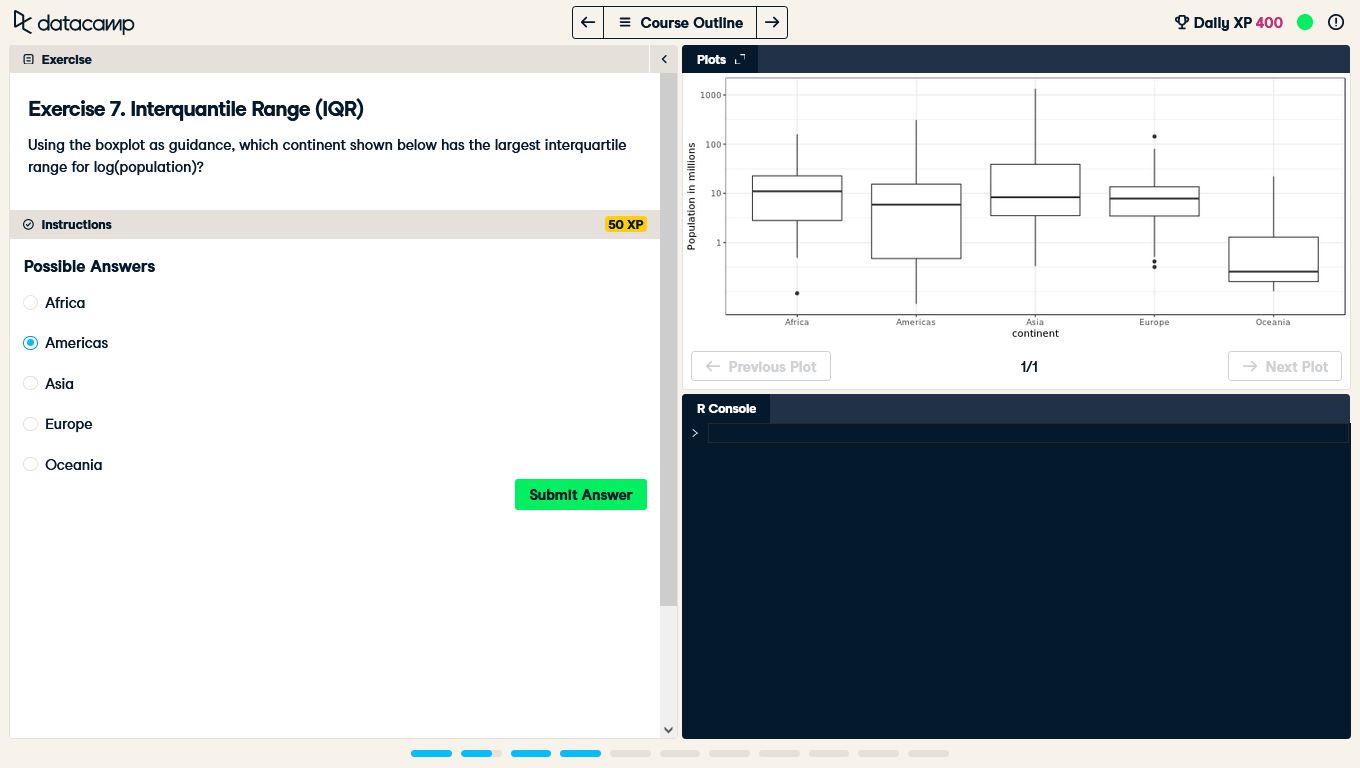 datacamp
Course Outline
Daily XP 400
Exercise
Exercise 7. Interquantile Range (IQR)
Using the boxplot as guidance, which continent shown below has the largest interquartile
range for log(population)?
Instructions
50 XP
Possible Answers
Africa
Americas
Asia
Europe
Oceania
Submit Answer
Plots
Population in millions
1000
100
10
1
Africa
Americas
Asia
Europe
Oceania
continent
Previous Plot
1/1
Next Plot
R Console
>